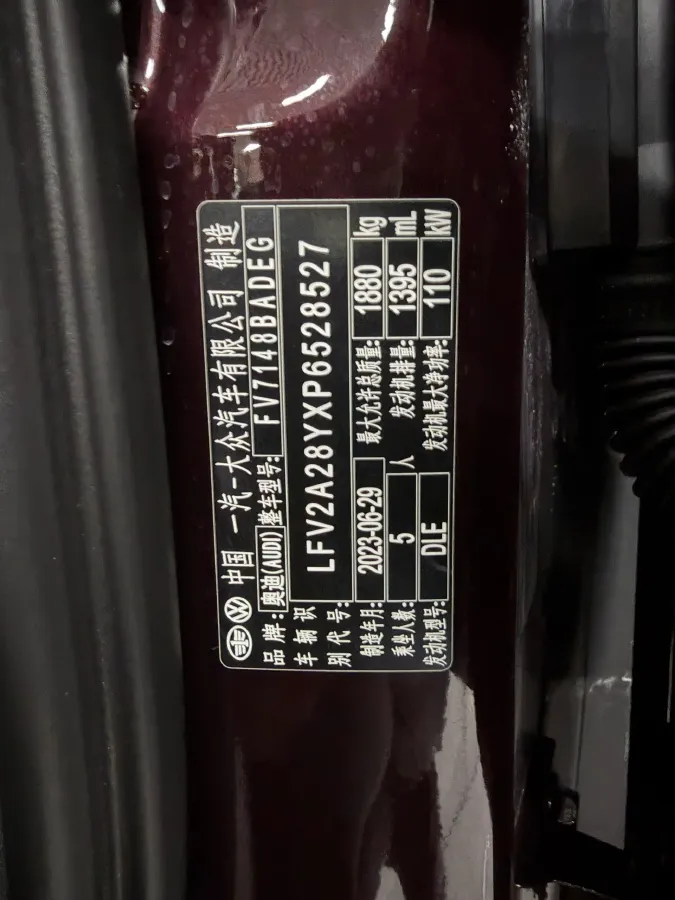 中国 一汽-大众汽车有限公司 制造
品牌: 奥迪(AUDI) 整车型号: FV7148BADEG
车辆识别代号: LFV2A28YXP6528527
制造年月: 2023-06-29 最大允许总质量: 1880 kg
乘坐人数: 5 人 发动机排量: 1395 mL
发动机型号: DLE 发动机最大净功率: 110 kW